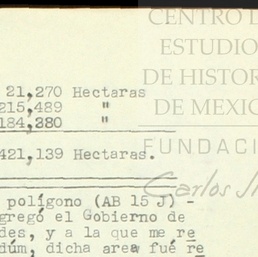 CENTRO D
ESTUDIO
DE HISTOR
DE MEXIC
FUNDACI
Carlos Sl
21,270 Hectaras
215,489 "
184,380 "
421,139 Hectaras.
polígono (AB 15 J) -
gregó el Gobierno de
des, y a la que me re
dúm, dicha area fué re